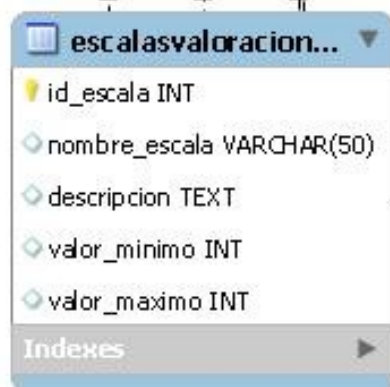 escalasvaloracion...
id_escala INT
nombre_escala VARCHAR(50)
descripcion TEXT
valor_minimo INT
valor_maximo INT
Indexes